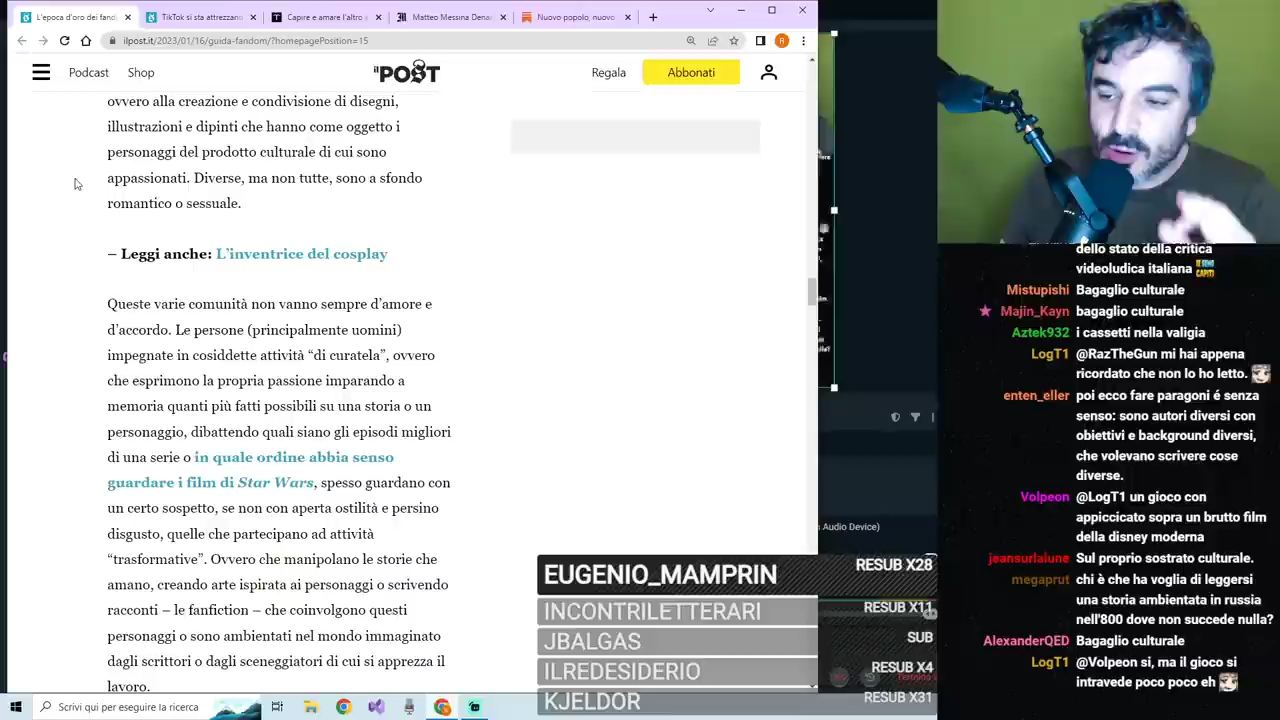 L'epoca d'oro dei fand
TikTok si sta attrezzand
Capire e amare l'altro e
Matteo Messina Dena
Nuovo popolo, nuovo
ilpost.it/2023/01/16/guida-fandom/?homepagePosition=15
Podcast
Shop
il POST
Regala
Abbonati
ovvero alla creazione e condivisione di disegni,
illustrazioni e dipinti che hanno come oggetto i
personaggi del prodotto culturale di cui sono
appassionati. Diverse, ma non tutte, sono a sfondo
romantico o sessuale.
– Leggi anche: L'inventrice del cosplay
Queste varie comunità non vanno sempre d'amore e
d'accordo. Le persone (principalmente uomini)
impegnate in cosiddette attività “di curatela”, ovvero
che esprimono la propria passione imparando a
memoria quanti più fatti possibili su una storia o un
personaggio, dibattendo quali siano gli episodi migliori
di una serie o in quale ordine abbia senso
guardare i film di Star Wars, spesso guardano con
un certo sospetto, se non con aperta ostilità e persino
disgusto, quelle che partecipano ad attività
“trasformative”. Ovvero che manipolano le storie che
amano, creando arte ispirata ai personaggi o scrivendo
racconti – le fanfiction – che coinvolgono questi
personaggi o sono ambientati nel mondo immaginato
dagli scrittori o dagli sceneggiatori di cui si apprezza il
lavoro.
Scrivi qui per eseguire la ricer
n Audio Device)
EUGENIO_MAMPRIN RESUB X28
INCONTRILETTERARI RESUB X11
JBALGAS SUB
ILREDESIDERIO RESUB X4
KJELDOR RESUB X31
dello stato della critica
videoludica italiana TE SENO CAPITI
Mistupishi Bagaglio culturale
Majin_Kayn bagaglio culturale
Aztek932 i cassetti nella valigia
LogT1 @RazTheGun mi hai appena
ricordato che non lo ho letto.
enten_eller poi ecco fare paragoni é senza
senso: sono autori diversi con
obiettivi e background diversi,
che volevano scrivere cose
diverse.
Volpeon @LogT1 un gioco con
appiccicato sopra un brutto film
della disney moderna
jeansurlalune Sul proprio sostrato culturale.
megaprut chi è che ha voglia di leggersi
una storia ambientata in russia
nell'800 dove non succede nulla?
AlexanderQED Bagaglio culturale
LogT1 @Volpeon si, ma il gioco si
intravede poco poco eh